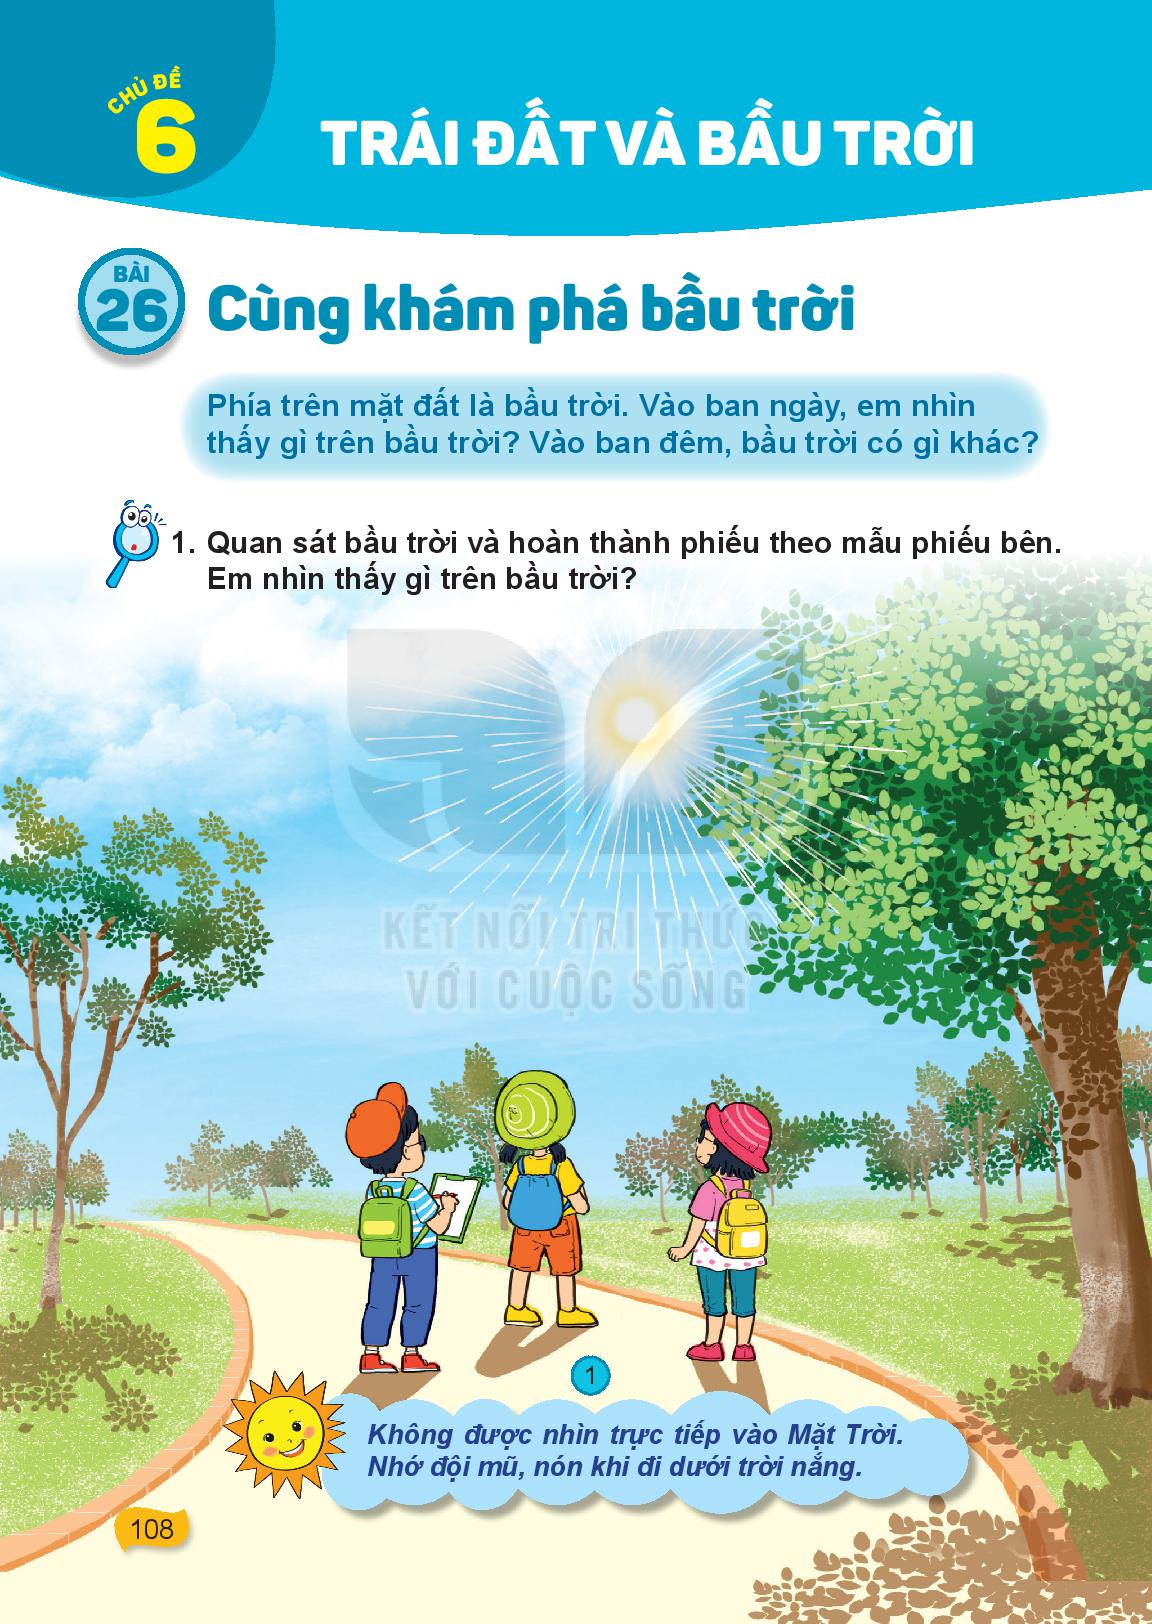 CHỦ ĐỀ
6
TRÁI ĐẤT VÀ BẦU TRỜI
BÀI
26
Cùng khám phá bầu trời
Phía trên mặt đất là bầu trời. Vào ban ngày, em nhìn
thấy gì trên bầu trời? Vào ban đêm, bầu trời có gì khác?
1. Quan sát bầu trời và hoàn thành phiếu theo mẫu phiếu bên.
Em nhìn thấy gì trên bầu trời?
KẾT NỐI TRI THỨC
VỚI CUỘC SỐNG
1
Không được nhìn trực tiếp vào Mặt Trời.
Nhớ đội mũ, nón khi đi dưới trời nắng.
108